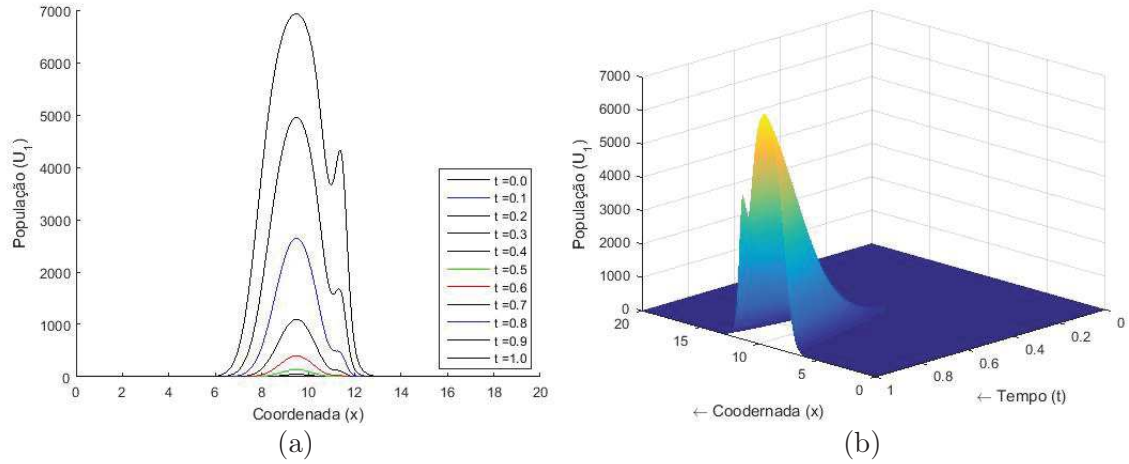 7000
6000
5000
4000
3000
2000
1000
0
População (U1)
0 2 4 6 8 10 12 14 16 18 20
Coordenada (x)
t =0.0
t =0.1
t =0.2
t =0.3
t =0.4
t =0.5
t =0.6
t =0.7
t =0.8
t =0.9
t =1.0
(a)
7000
6000
5000
4000
3000
2000
1000
0
População (U1)
20 15 10 5 0
← Coodernada (x)
1 0.8 0.6 0.4 0.2 0
← Tempo (t)
(b)